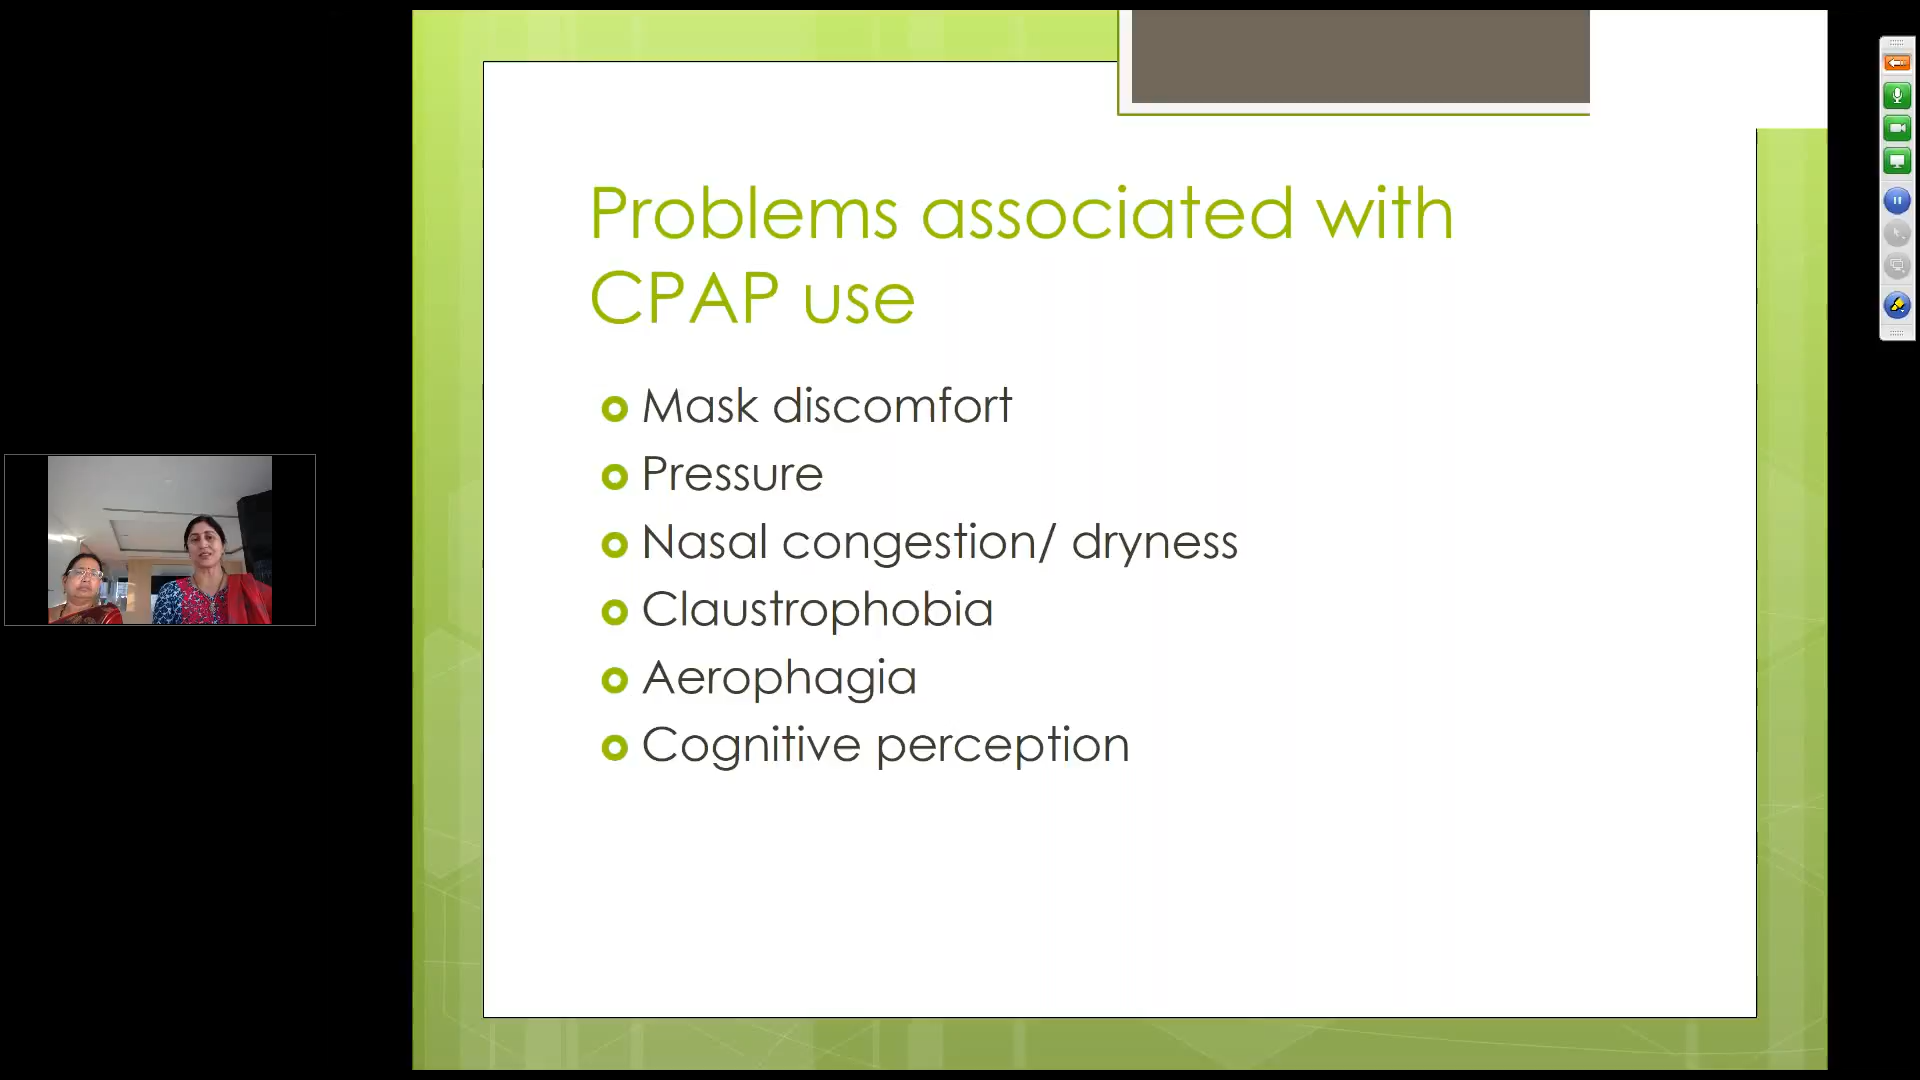 Problems associated with
CPAP use
Mask discomfort
Pressure
Nasal congestion/ dryness
Claustrophobia
Aerophagia
Cognitive perception